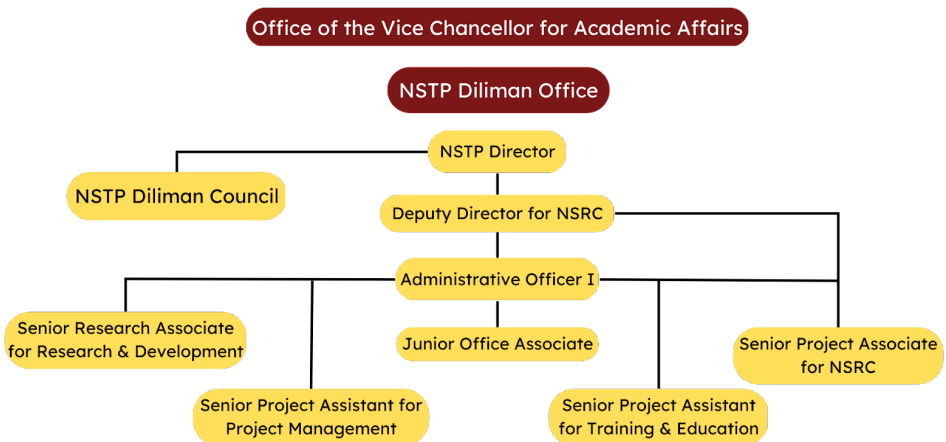 Office of the Vice Chancellor for Academic Affairs
NSTP Diliman Office
NSTP Director
NSTP Diliman Council
Deputy Director for NSRC
Administrative Officer I
Senior Research Associate
for Research & Development
Junior Office Associate
Senior Project Associate
for NSRC
Senior Project Assistant for
Project Management
Senior Project Assistant
for Training & Education